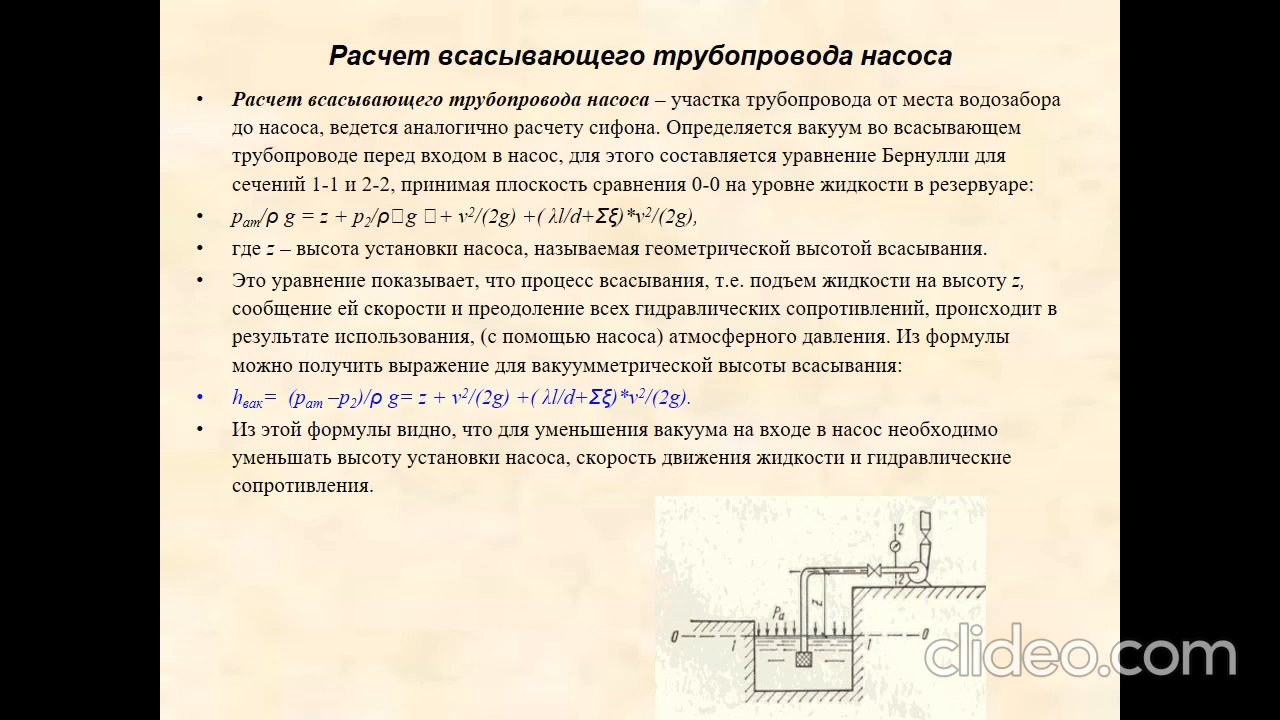 Расчет всасывающего трубопровода насоса
• Расчет всасывающего трубопровода насоса – участка трубопровода от места водозабора
до насоса, ведется аналогично расчету сифона. Определяется вакуум во всасывающем
трубопроводе перед входом в насос, для этого составляется уравнение Бернулли для
сечений 1-1 и 2-2, принимая плоскость сравнения 0-0 на уровне жидкости в резервуаре:
• pат/ρ g = z + p2/ρ□g □+ v2/(2g) +( λl/d+Σξ)*v2/(2g),
• где z – высота установки насоса, называемая геометрической высотой всасывания.
• Это уравнение показывает, что процесс всасывания, т.е. подъем жидкости на высоту z,
сообщение ей скорости и преодоление всех гидравлических сопротивлений, происходит в
результате использования, (с помощью насоса) атмосферного давления. Из формулы
можно получить выражение для вакуумметрической высоты всасывания:
• hвак= (pат –p2)/ρ g= z + v2/(2g) +( λl/d+Σξ)*v2/(2g).
• Из этой формулы видно, что для уменьшения вакуума на входе в насос необходимо
уменьшать высоту установки насоса, скорость движения жидкости и гидравлические
сопротивления.
2
2
z
Pa
0 0
1 1
clideo.com